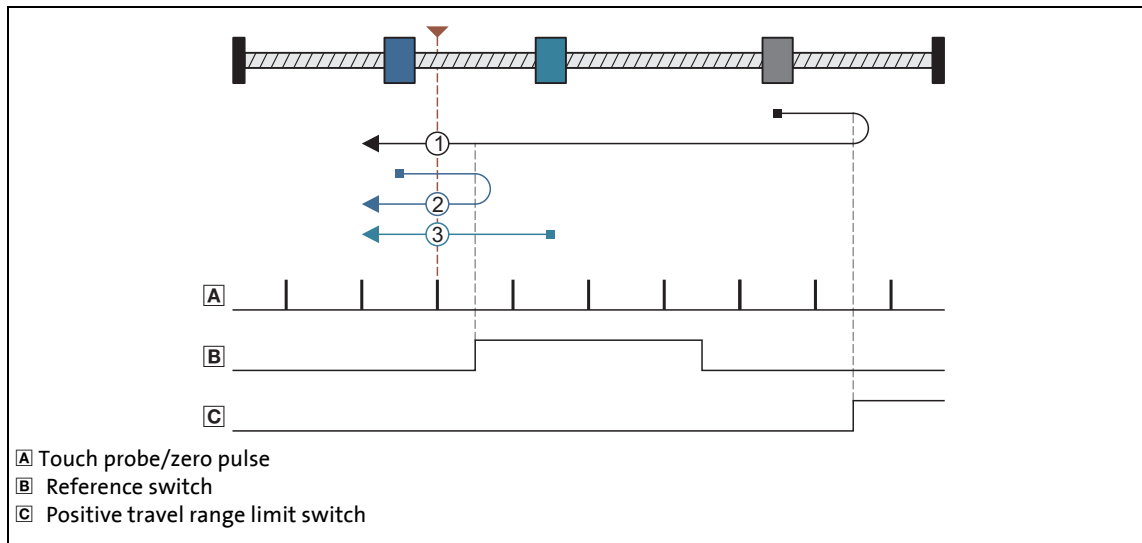 1
2
3
A
B
C
A Touch probe/zero pulse
B Reference switch
C Positive travel range limit switch